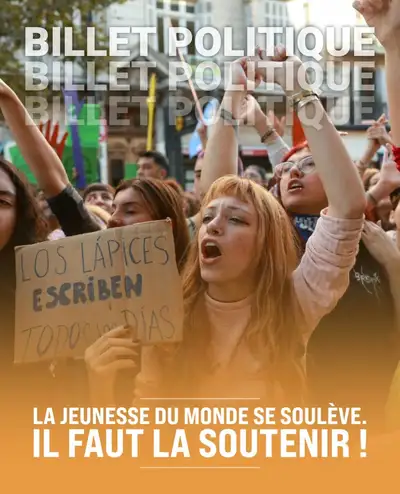 BILLET POLITIQUE
BILLET POLITIQUE
BILLET POLITIQUE
LOS LÁPICES
ESCRIBEN
TODOS LOS DÍAS
LA JEUNESSE DU MONDE SE SOULÈVE.
IL FAUT LA SOUTENIR !